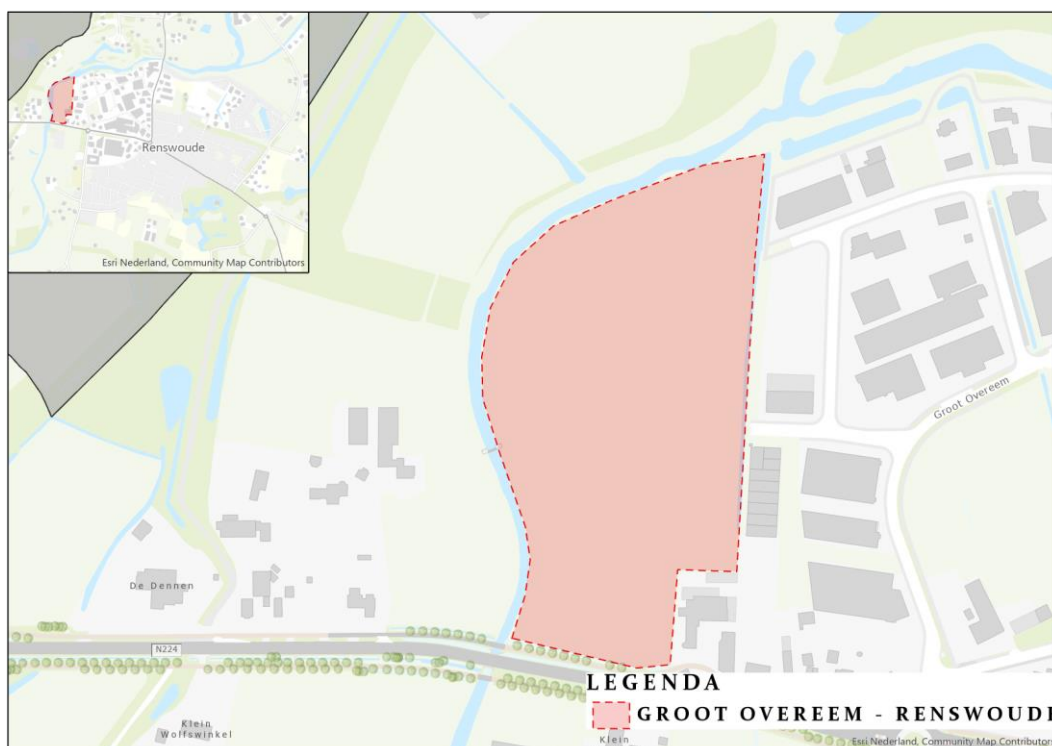 Renswoude
Esri Nederland, Community Map Contributors
Groot Overeem
De Dennen
N224
Klein
Wolfswinkel
Klein
LEGENDA
GROOT OVEREEM - RENSWOUDE
Esri Nederland, Community Map Contributors